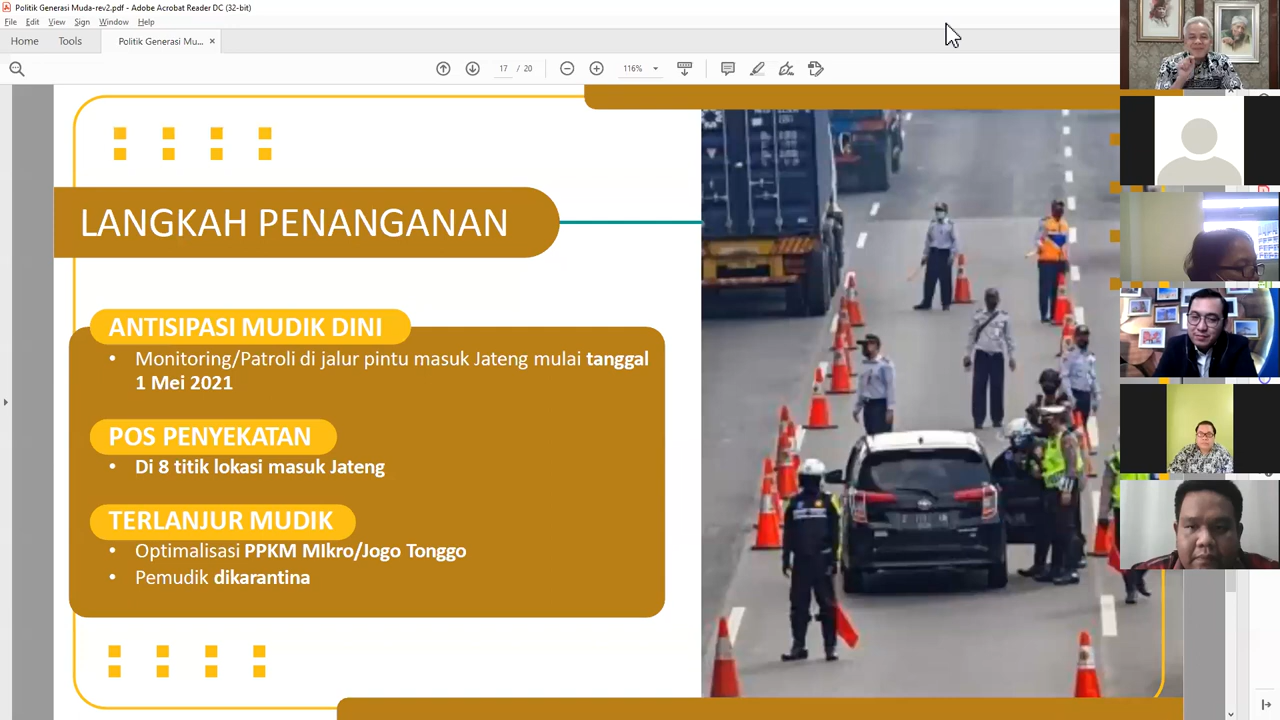 Politik Generasi Muda-rev2.pdf - Adobe Acrobat Reader DC (32-bit)
File Edit View Sign Window Help
Home Tools Politik Generasi Mu... ×
17 / 20 116%
LANGKAH PENANGANAN
ANTISIPASI MUDIK DINI
• Monitoring/Patroli di jalur pintu masuk Jateng mulai tanggal
1 Mei 2021
POS PENYEKATAN
• Di 8 titik lokasi masuk Jateng
TERLANJUR MUDIK
• Optimalisasi PPKM MIkro/Jogo Tonggo
• Pemudik dikarantina